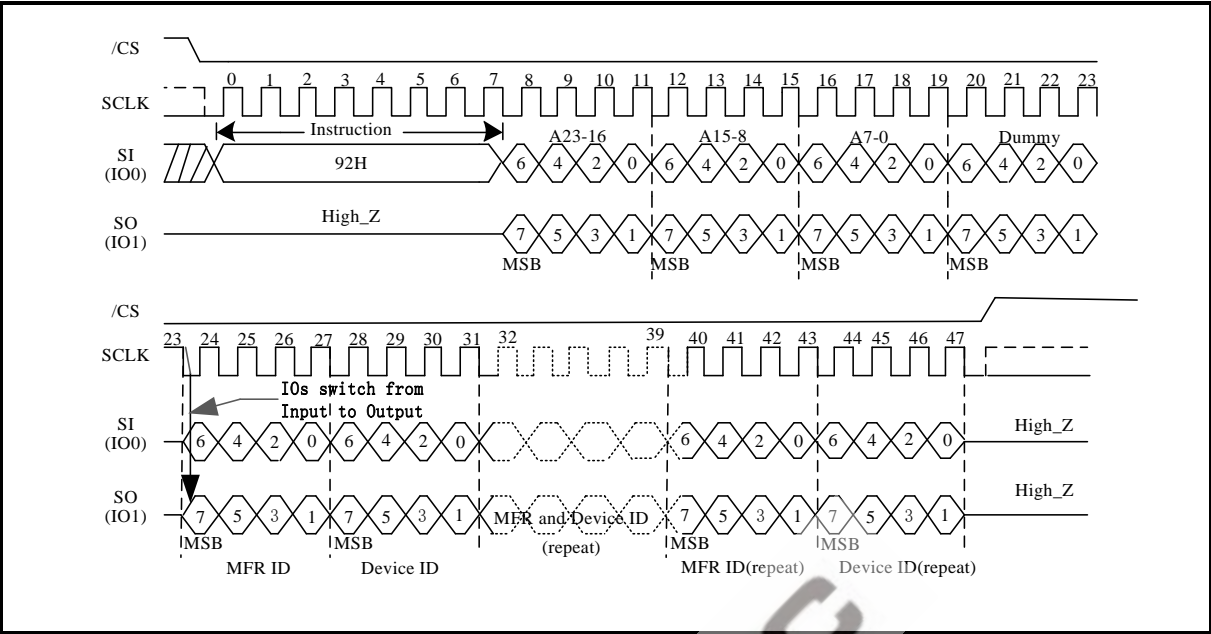 /CS
0 1 2 3 4 5 6 7 8 9 10 11 12 13 14 15 16 17 18 19 20 21 22 23
SCLK
Instruction A23-16 A15-8 A7-0 Dummy
SI
(IO0)
92H 6 4 2 0 6 4 2 0 6 4 2 0 6 4 2 0
SO
(IO1)
High_Z 7 5 3 1 7 5 3 1 7 5 3 1 7 5 3 1
MSB MSB MSB MSB
/CS
23 24 25 26 27 28 29 30 31 32 39 40 41 42 43 44 45 46 47
SCLK
IOs switch from
Input to Output
SI
(IO0)
6 4 2 0 6 4 2 0 6 4 2 0 6 4 2 0 High_Z
SO
(IO1)
7 5 3 1 7 5 3 1 MFR and Device ID 7 5 3 1 7 5 3 1 High_Z
(repeat)
MSB MSB MSB MSB
MFR ID Device ID MFR ID(repeat) Device ID(repeat)